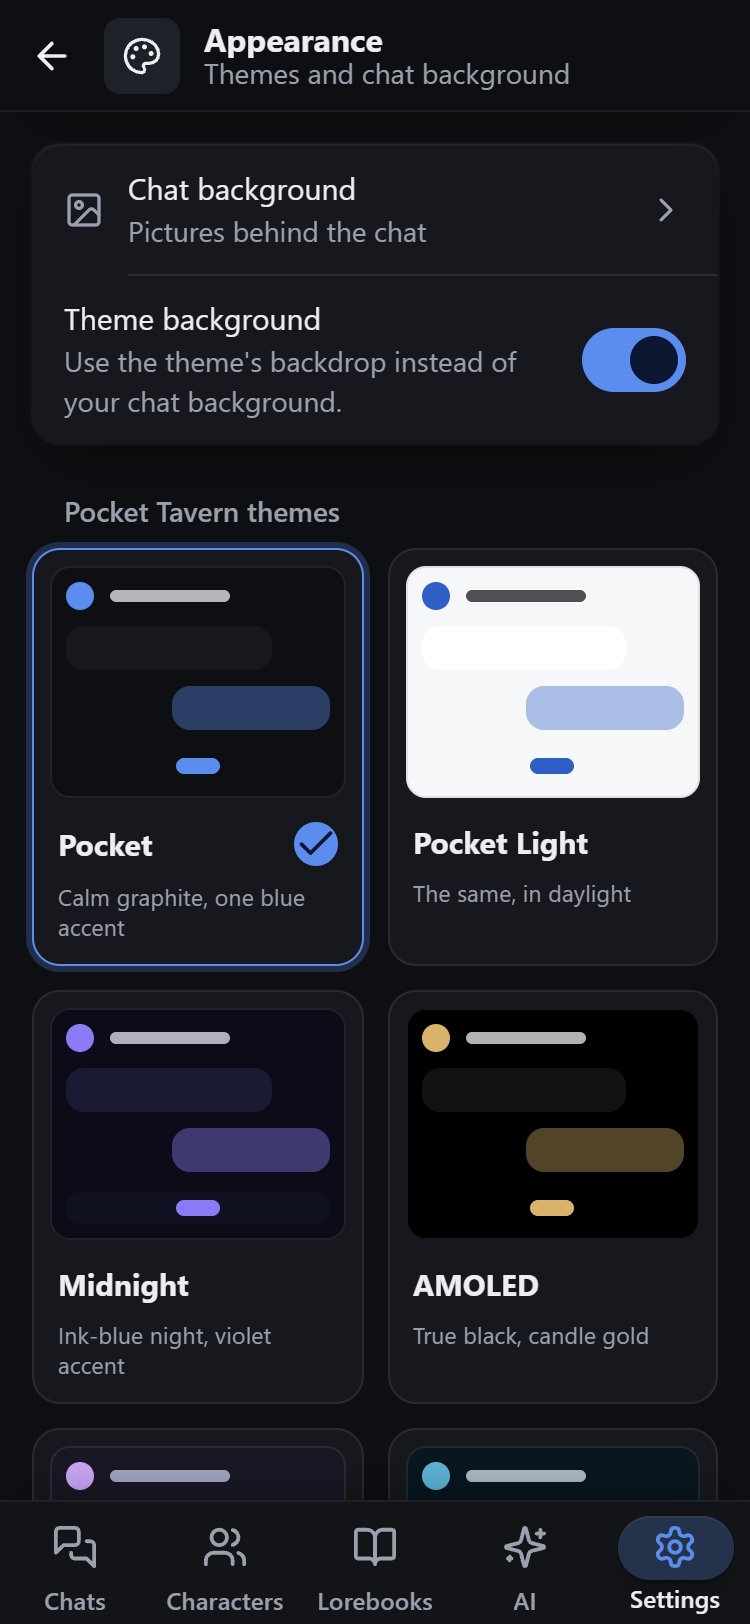 Appearance
Themes and chat background
Chat background
Pictures behind the chat
Theme background
Use the theme's backdrop instead of
your chat background.
Pocket Tavern themes
Pocket
Calm graphite, one blue
accent
Pocket Light
The same, in daylight
Midnight
Ink-blue night, violet
accent
AMOLED
True black, candle gold
Chats
Characters
Lorebooks
AI
Settings